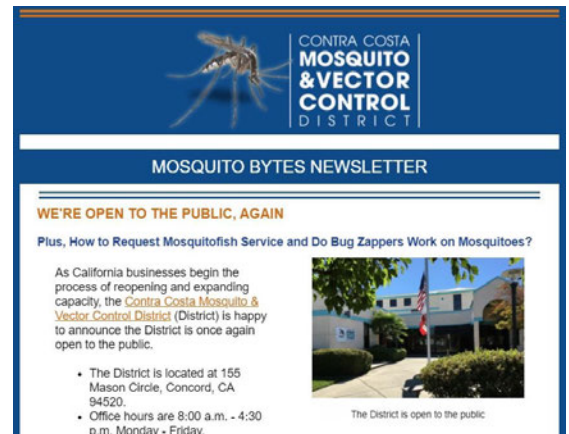 CONTRA COSTA
MOSQUITO
&VECTOR
CONTROL
DISTRICT
MOSQUITO BYTES NEWSLETTER
WE'RE OPEN TO THE PUBLIC, AGAIN
Plus, How to Request Mosquitofish Service and Do Bug Zappers Work on Mosquitoes?
As California businesses begin the
process of reopening and expanding
capacity, the Contra Costa Mosquito &
Vector Control District (District) is happy
to announce the District is once again
open to the public.
• The District is located at 155
Mason Circle, Concord, CA
94520.
• Office hours are 8:00 a.m. - 4:30
p.m. Monday - Friday.
The District is open to the public